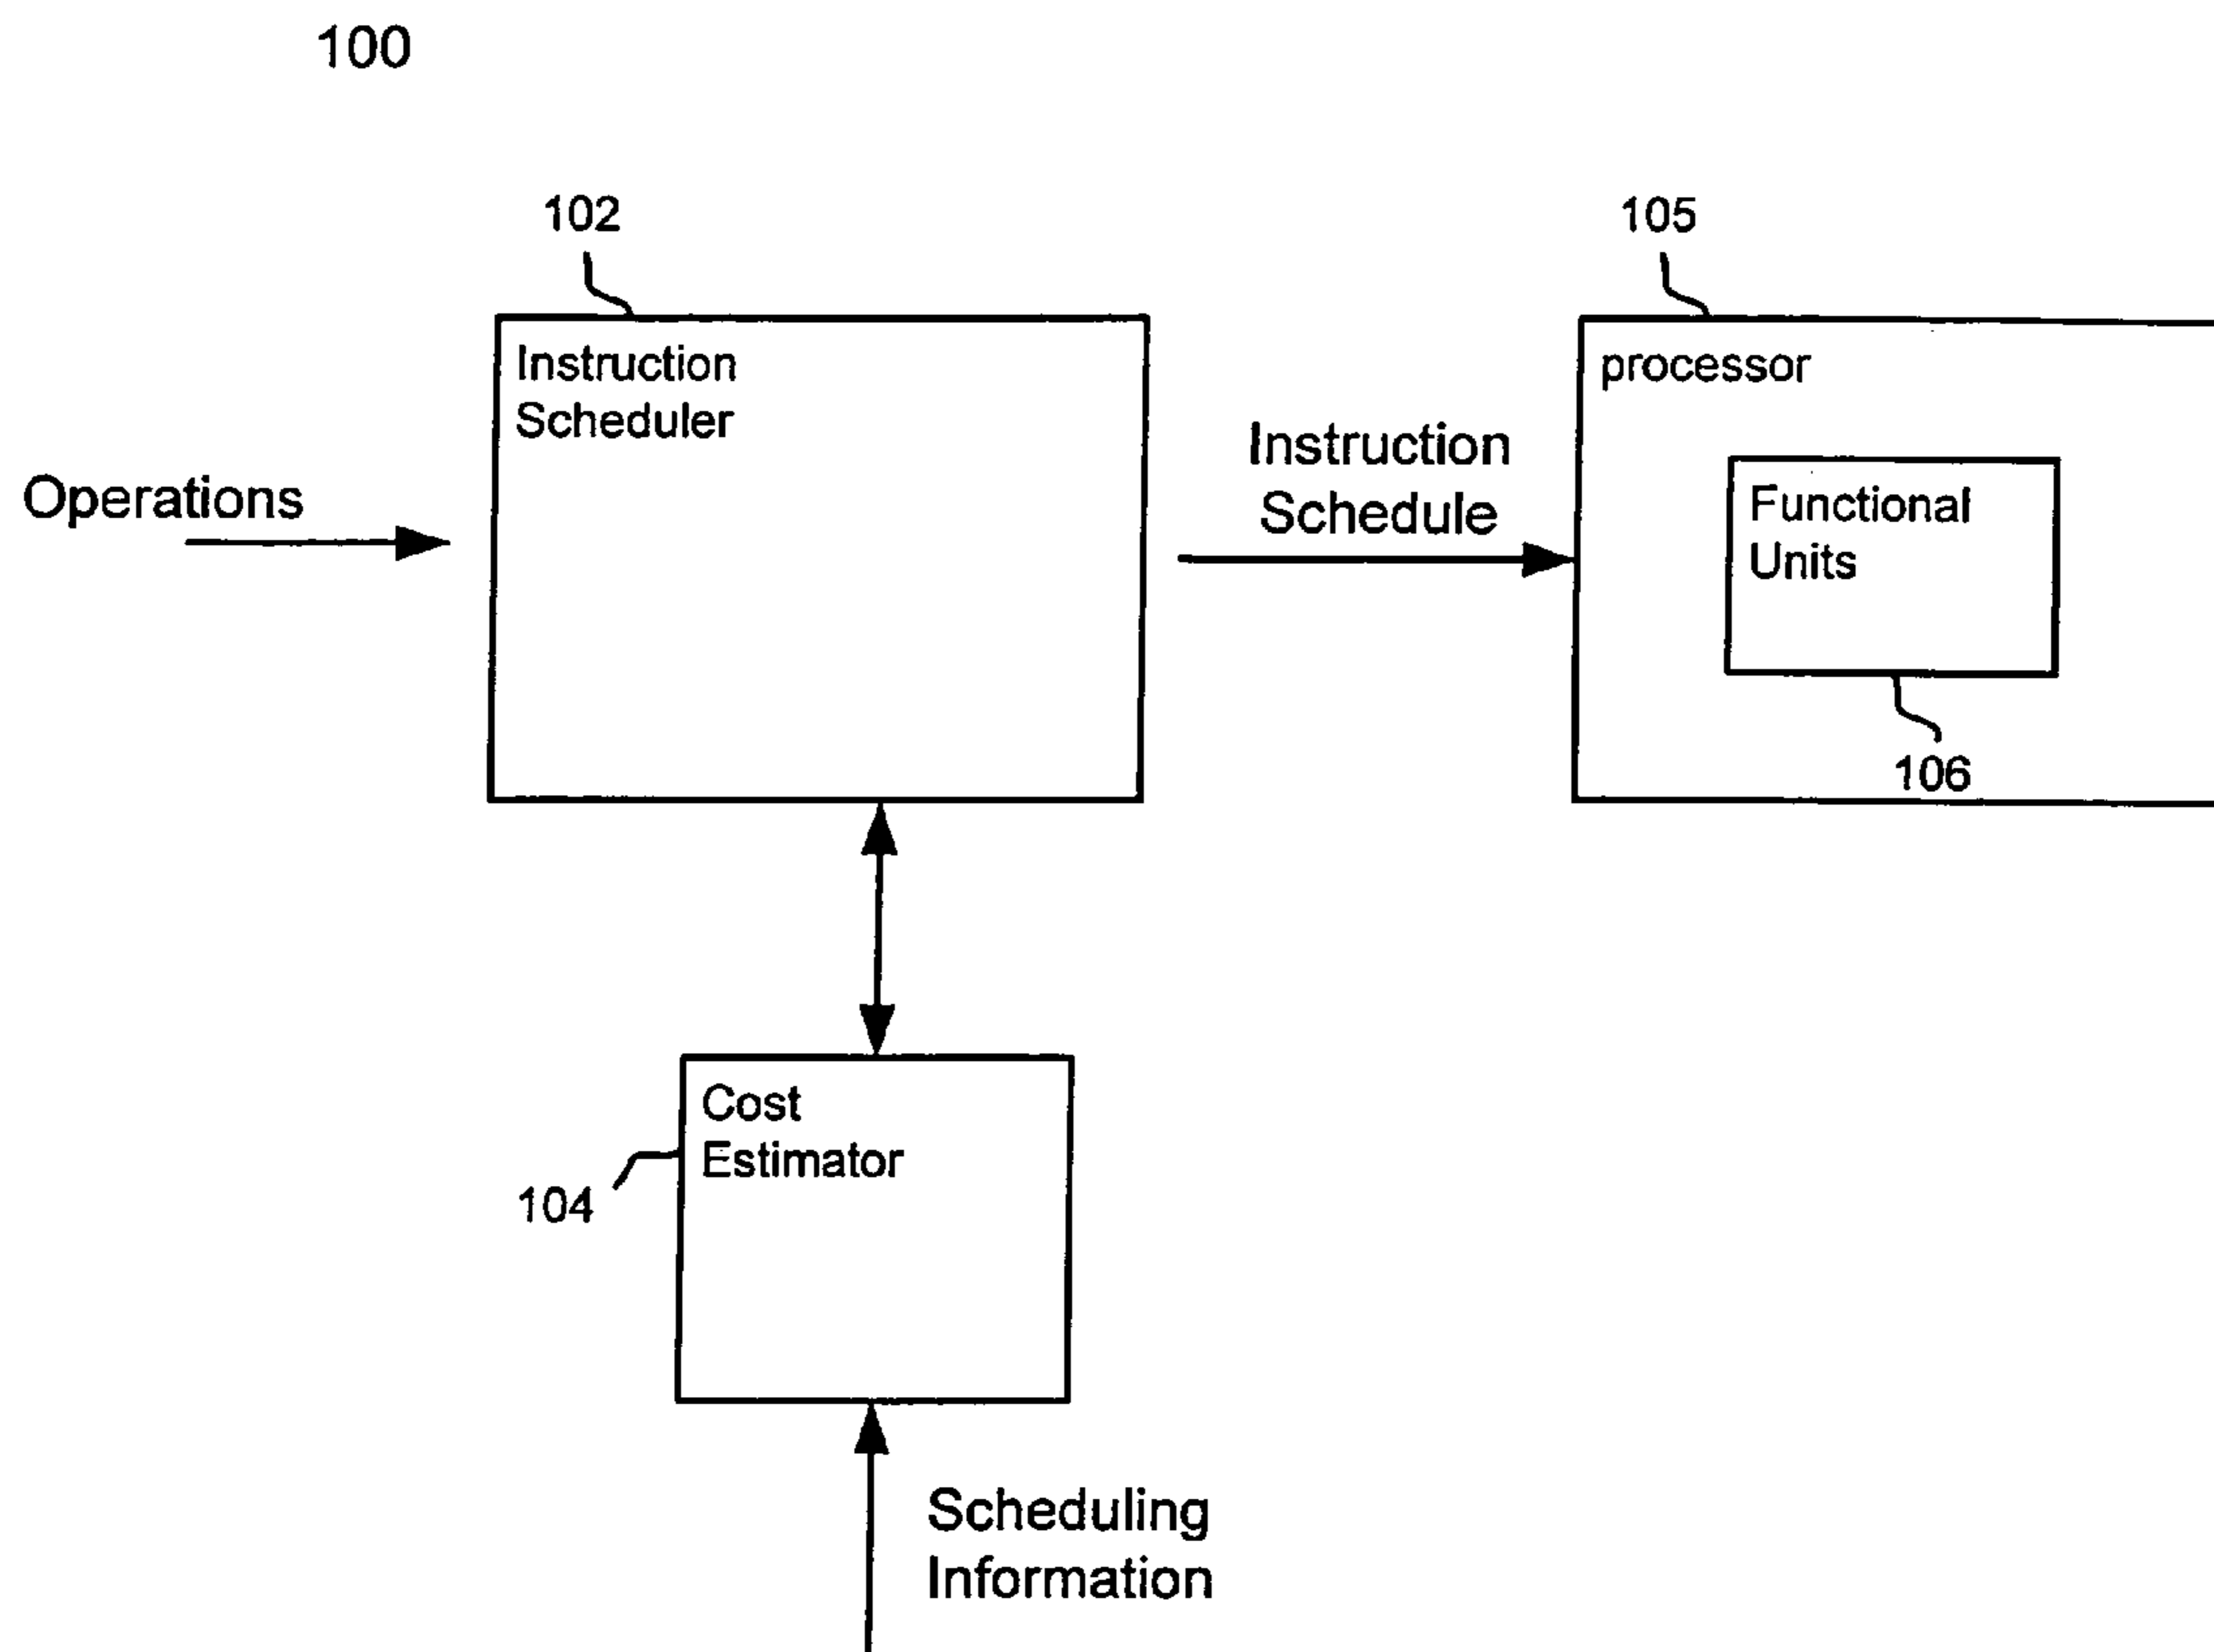 100
102
105
Instruction
Scheduler
processor
Operations
Instruction
Schedule
Functional
Units
106
Cost
Estimator
104
Scheduling
Information